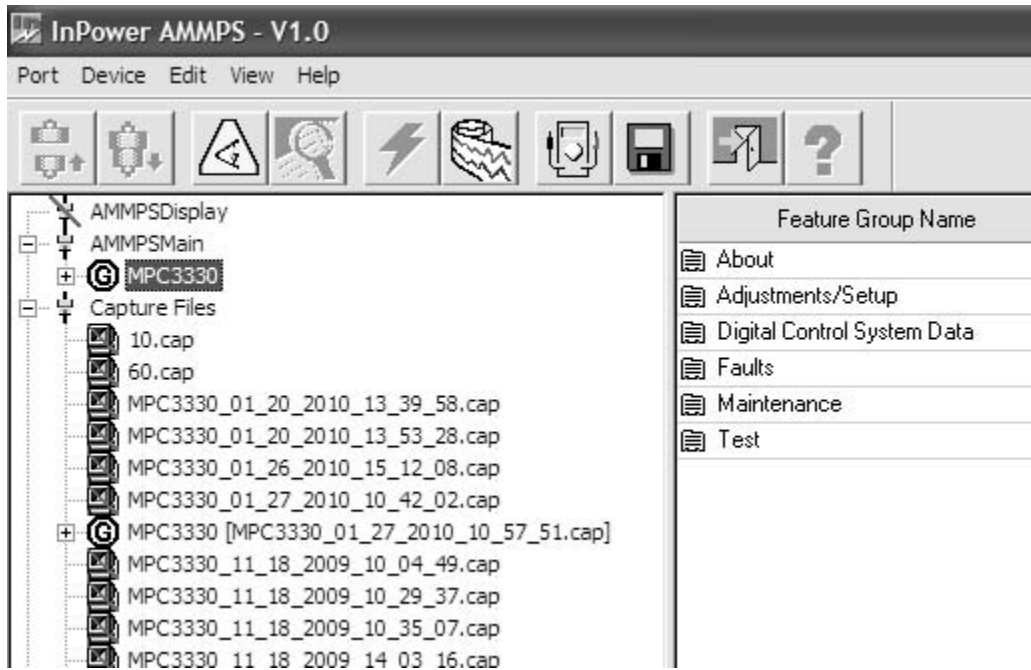 InPower AMMPS - V1.0
Port Device Edit View Help
AMMPSDisplay
AMMPSMain
MPC3330
Capture Files
10.cap
60.cap
MPC3330_01_20_2010_13_39_58.cap
MPC3330_01_20_2010_13_53_28.cap
MPC3330_01_26_2010_15_12_08.cap
MPC3330_01_27_2010_10_42_02.cap
MPC3330 [MPC3330_01_27_2010_10_57_51.cap]
MPC3330_11_18_2009_10_04_49.cap
MPC3330_11_18_2009_10_29_37.cap
MPC3330_11_18_2009_10_35_07.cap
MPC3330_11_18_2009_14_03_16.cap
Feature Group Name
About
Adjustments/Setup
Digital Control System Data
Faults
Maintenance
Test